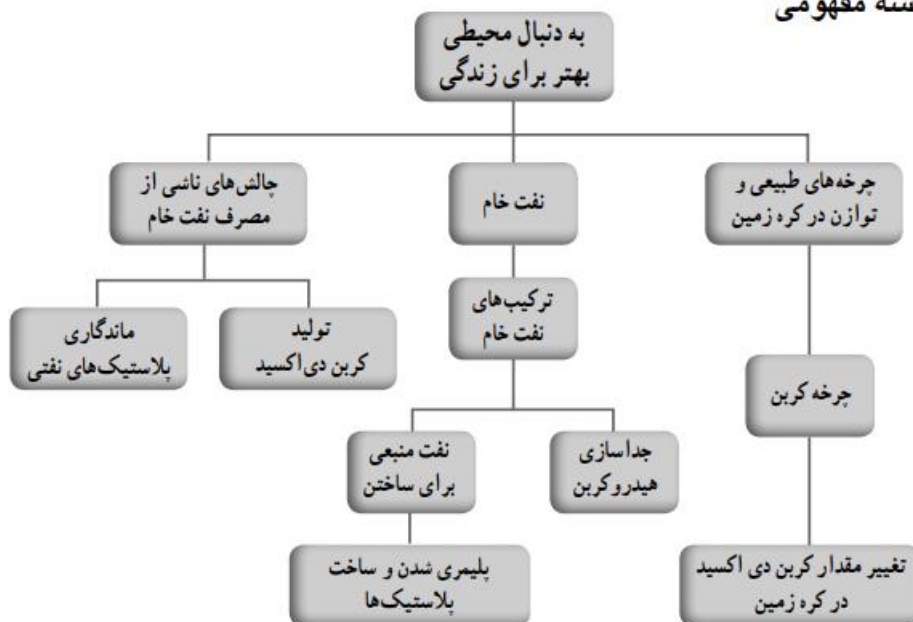 به دنبال محیطی
بهتر برای زندگی
چرخه‌های طبیعی و
توازن در کره زمین
نفت خام
چالش‌های ناشی از
مصرف نفت خام
چرخه کربن
تغییر مقدار کربن دی اکسید
در کره زمین
ترکیب‌های
نفت خام
جداسازی
هیدروکربن
نفت منبعی
برای ساختن
پلیمری شدن و ساخت
پلاستیک‌ها
تولید
کربن دی‌اکسید
ماندگاری
پلاستیک‌های نفتی